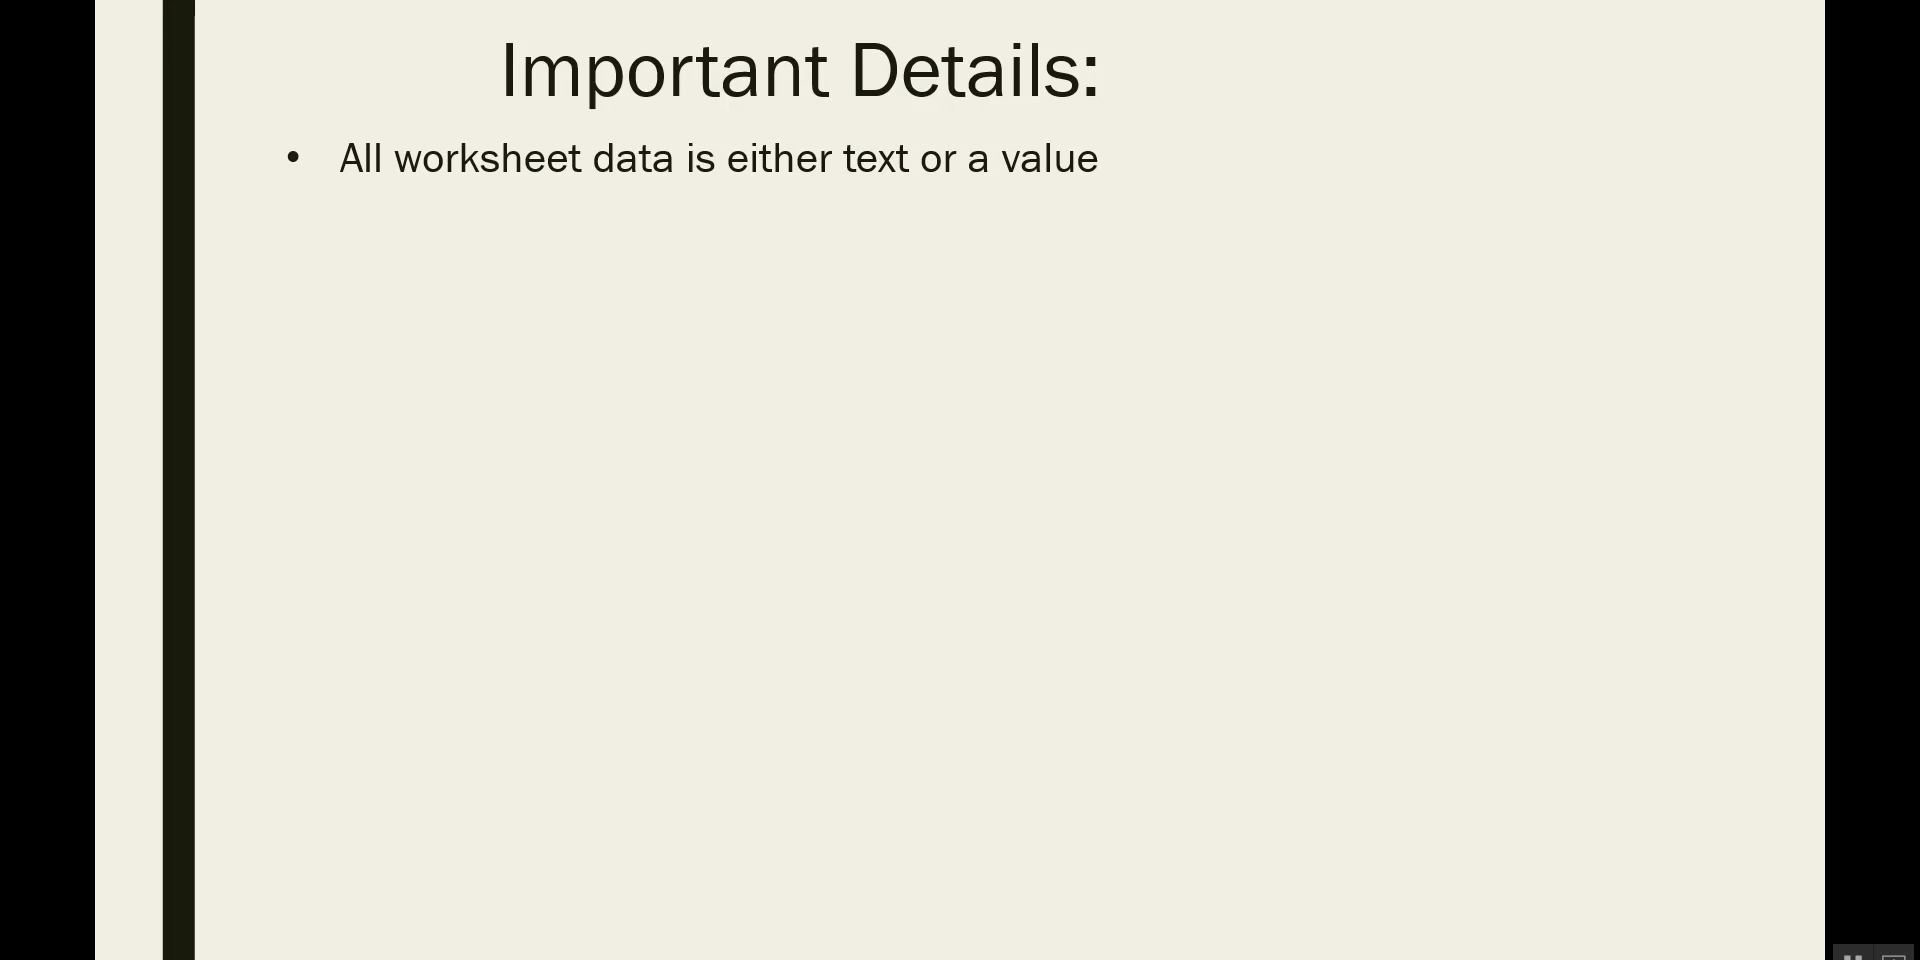 Important Details:
• All worksheet data is either text or a value